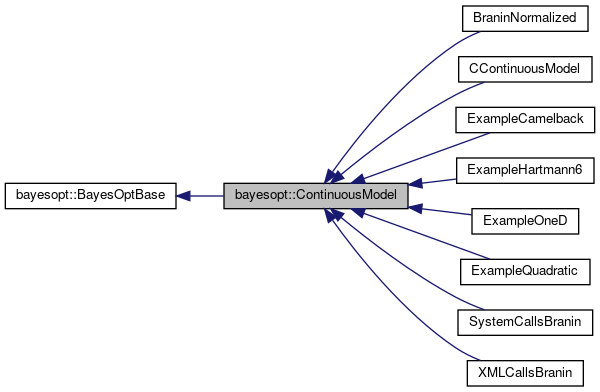 BraninNormalized
CContinuousModel
ExampleCamelback
ExampleHartmann6
bayesopt::BayesOptBase
bayesopt::ContinuousModel
ExampleOneD
ExampleQuadratic
SystemCallsBranin
XMLCallsBranin